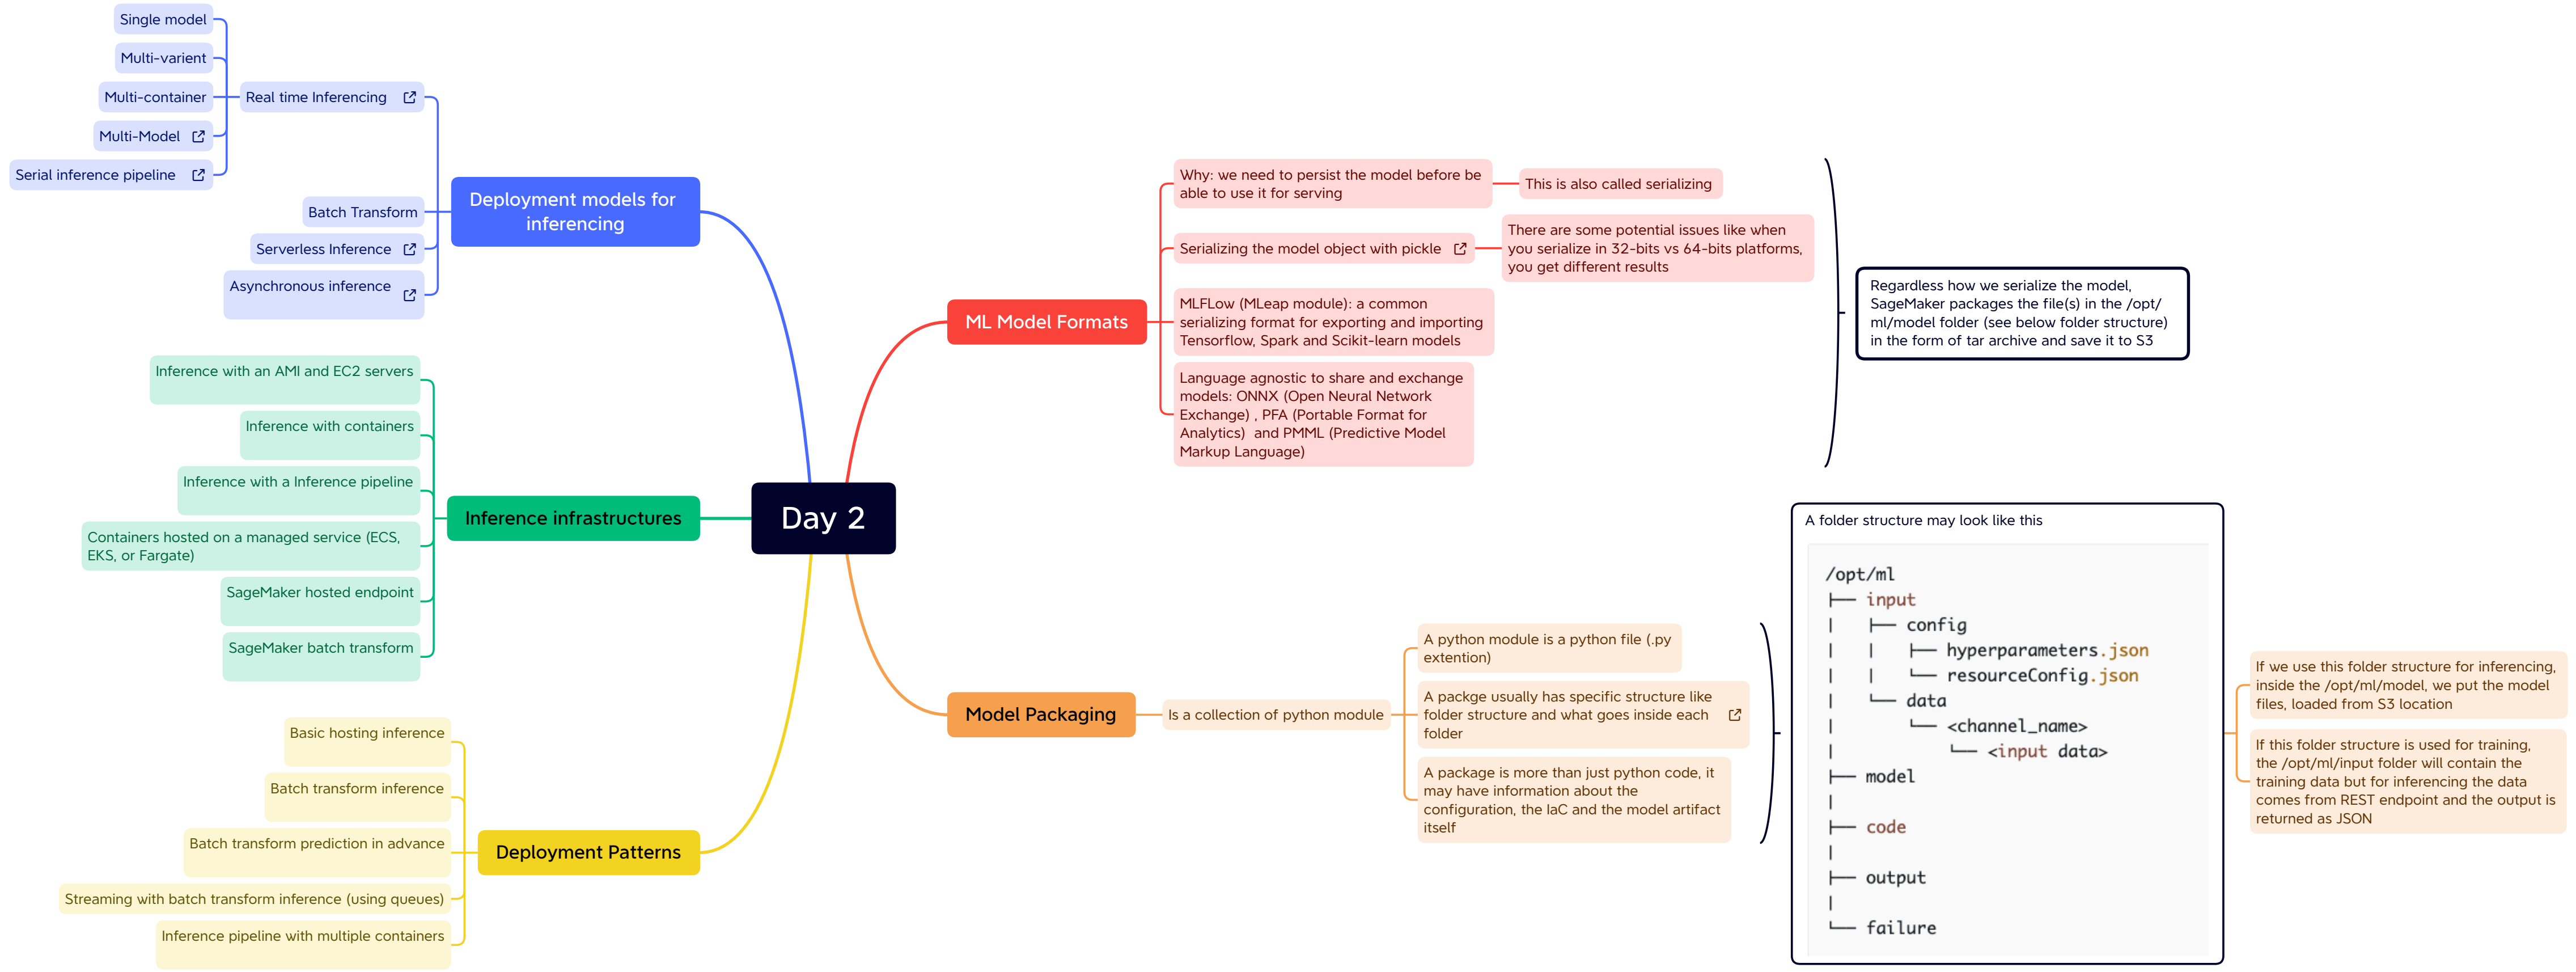 Day 2
Deployment models for
inferencing
Real time Inferencing
Single model
Multi-varient
Multi-container
Multi-Model
Serial inference pipeline
Batch Transform
Serverless Inference
Asynchronous inference
Inference infrastructures
Inference with an AMI and EC2 servers
Inference with containers
Inference with a Inference pipeline
Containers hosted on a managed service (ECS,
EKS, or Fargate)
SageMaker hosted endpoint
SageMaker batch transform
Deployment Patterns
Basic hosting inference
Batch transform inference
Batch transform prediction in advance
Streaming with batch transform inference (using queues)
Inference pipeline with multiple containers
ML Model Formats
Why: we need to persist the model before be
able to use it for serving
This is also called serializing
Serializing the model object with pickle
There are some potential issues like when
you serialize in 32-bits vs 64-bits platforms,
you get different results
MLFLow (MLeap module): a common
serializing format for exporting and importing
Tensorflow, Spark and Scikit-learn models
Language agnostic to share and exchange
models: ONNX (Open Neural Network
Exchange) , PFA (Portable Format for
Analytics)  and PMML (Predictive Model
Markup Language)
Regardless how we serialize the model,
SageMaker packages the file(s) in the /opt/
ml/model folder (see below folder structure)
in the form of tar archive and save it to S3
Model Packaging
Is a collection of python module
A python module is a python file (.py
extention)
A packge usually has specific structure like
folder structure and what goes inside each
folder
A package is more than just python code, it
may have information about the
configuration, the IaC and the model artifact
itself
A folder structure may look like this
/opt/ml
├── input
│   ├── config
│   │   ├── hyperparameters.json
│   │   └── resourceConfig.json
│   └── data
│       └── <channel_name>
│           └── <input data>
├── model
│
├── code
│
├── output
│
└── failure
If we use this folder structure for inferencing,
inside the /opt/ml/model, we put the model
files, loaded from S3 location
If this folder structure is used for training,
the /opt/ml/input folder will contain the
training data but for inferencing the data
comes from REST endpoint and the output is
returned as JSON